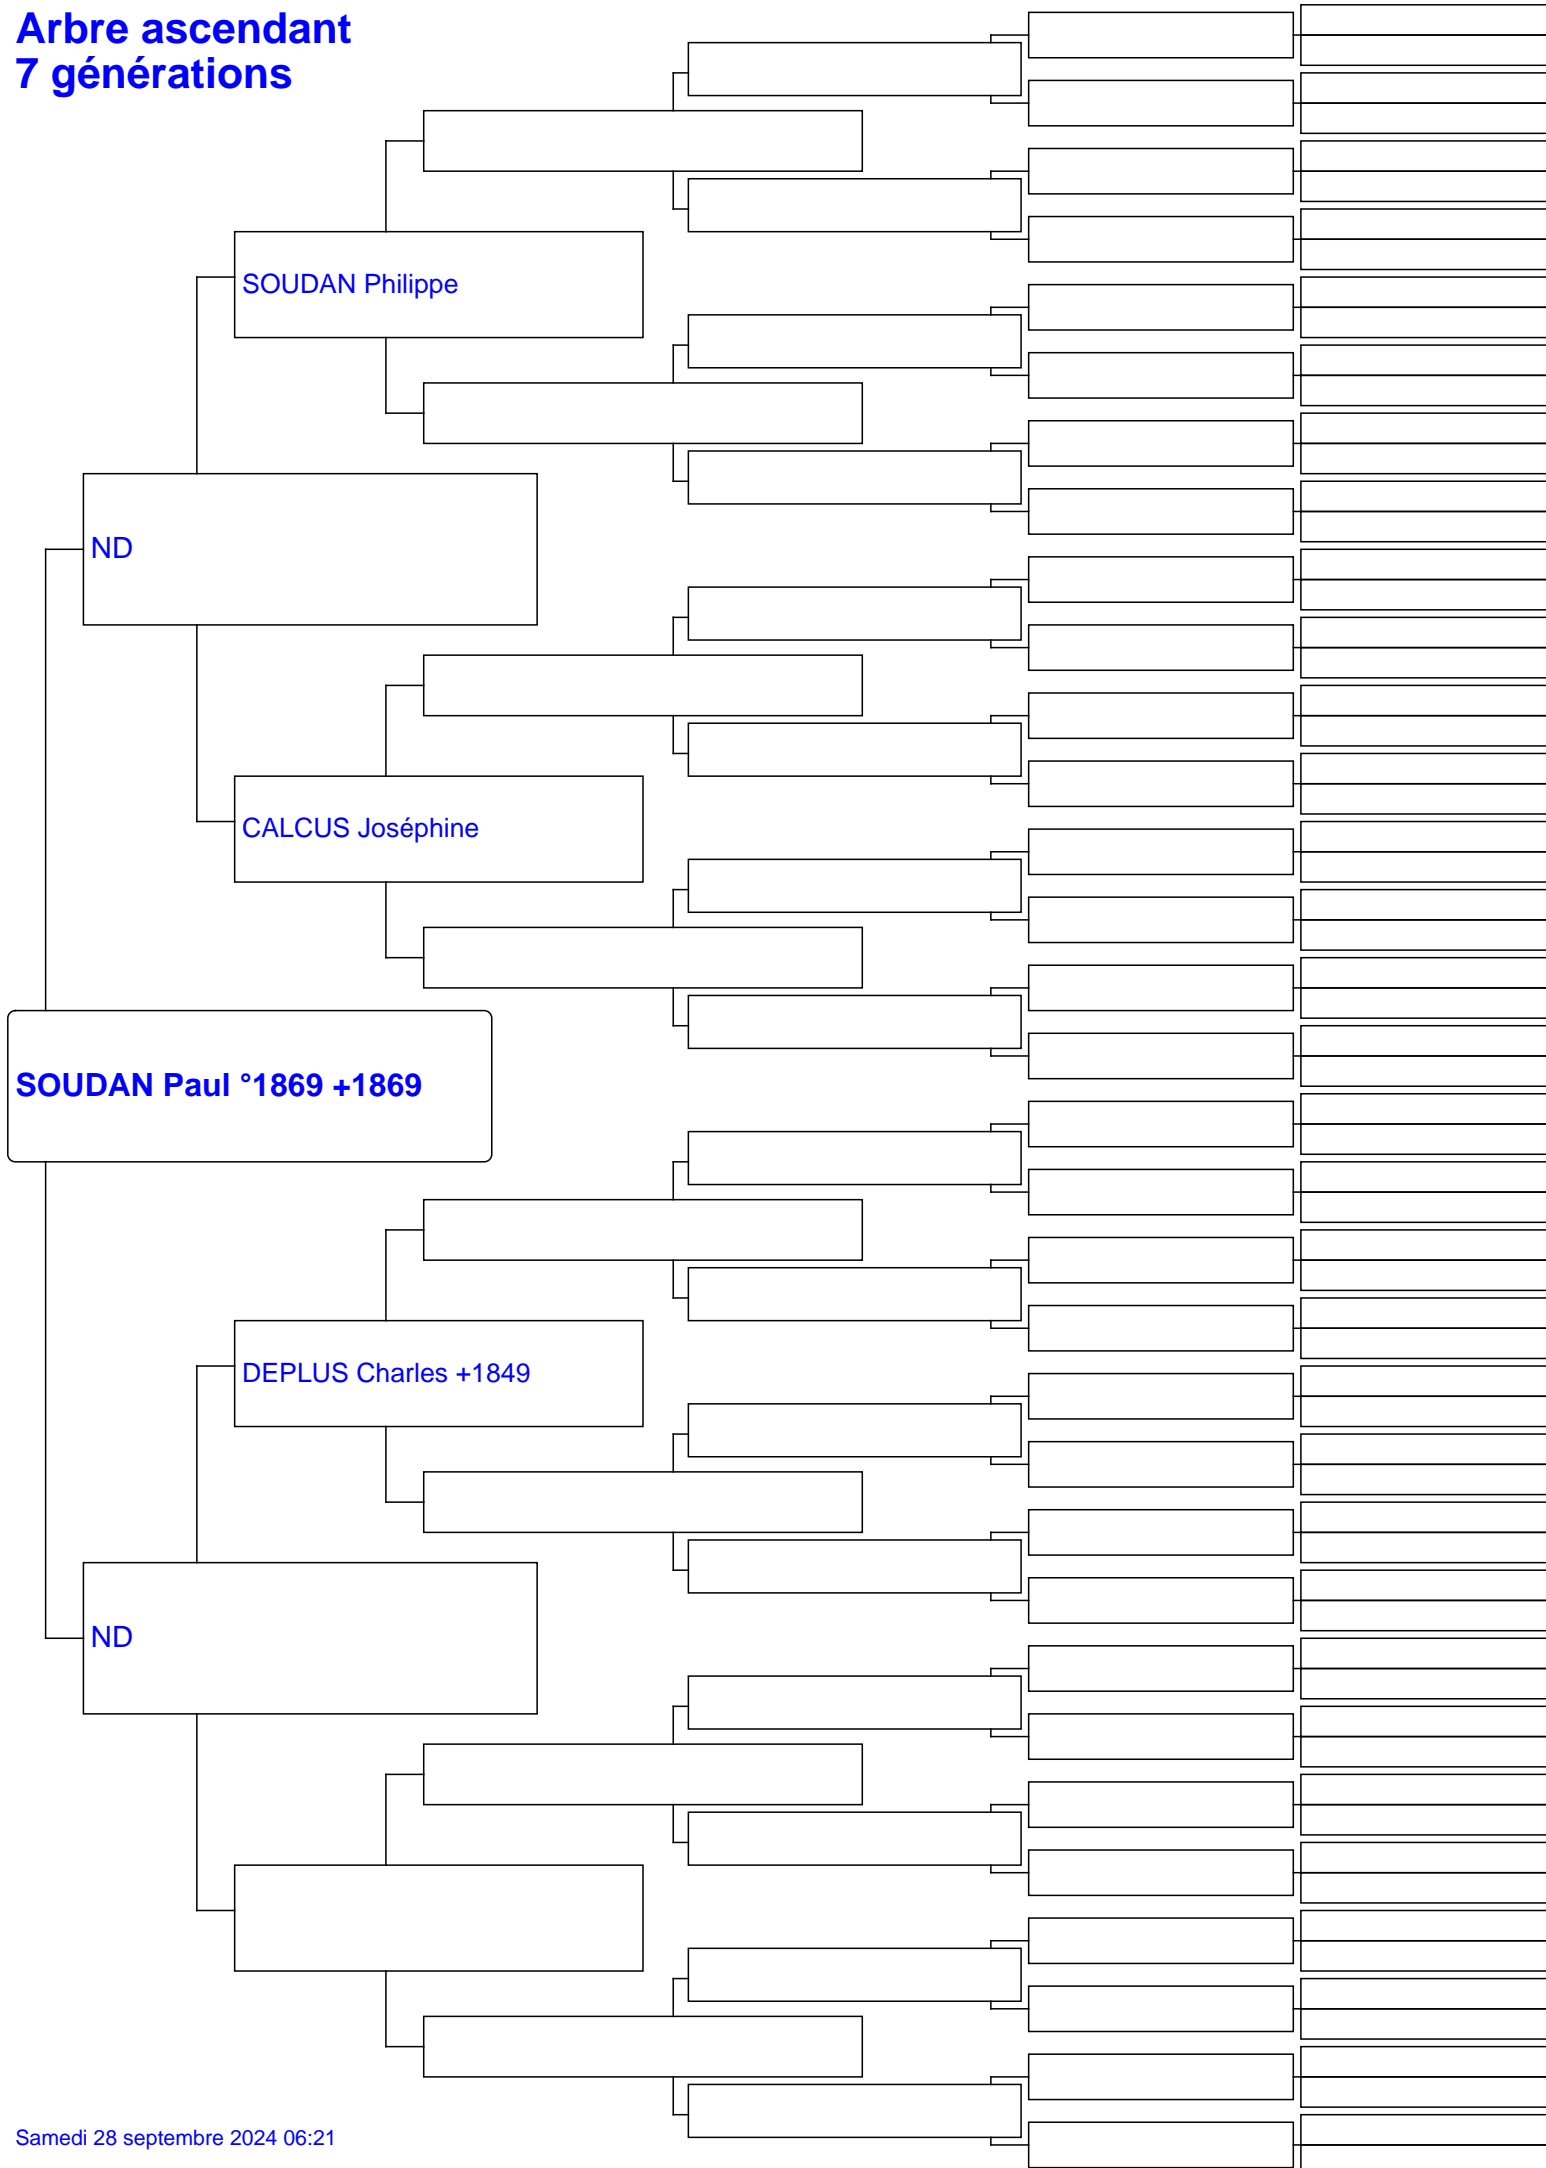 Arbre ascendant
7 générations
SOUDAN Philippe
ND
CALCUS Joséphine
SOUDAN Paul °1869 +1869
DEPLUS Charles +1849
ND
Samedi 28 septembre 2024 06:21